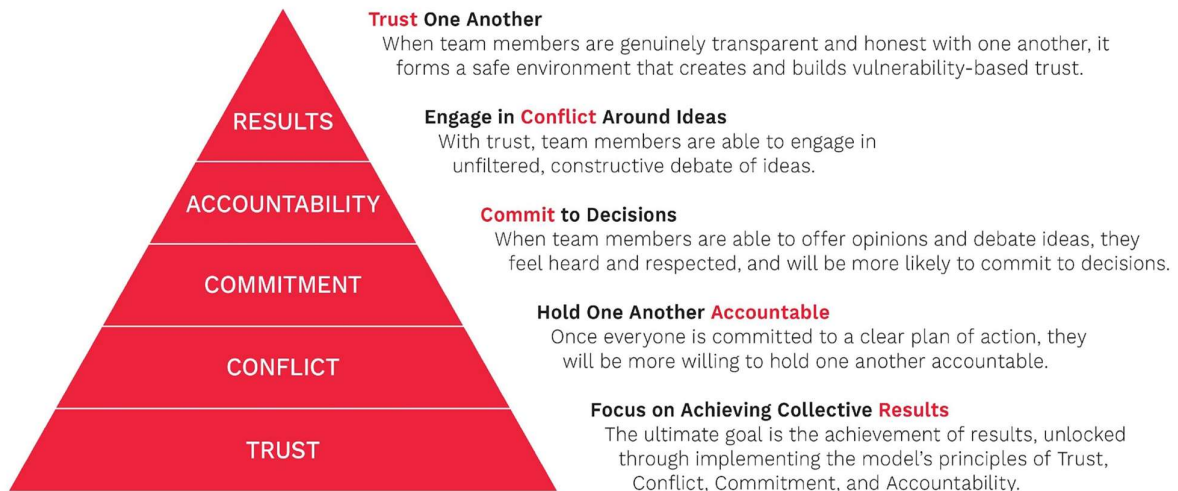 RESULTS
ACCOUNTABILITY
COMMITMENT
CONFLICT
TRUST
Trust One Another
When team members are genuinely transparent and honest with one another, it
forms a safe environment that creates and builds vulnerability-based trust.
Engage in Conflict Around Ideas
With trust, team members are able to engage in
unfiltered, constructive debate of ideas.
Commit to Decisions
When team members are able to offer opinions and debate ideas, they
feel heard and respected, and will be more likely to commit to decisions.
Hold One Another Accountable
Once everyone is committed to a clear plan of action, they
will be more willing to hold one another accountable.
Focus on Achieving Collective Results
The ultimate goal is the achievement of results, unlocked
through implementing the model's principles of Trust,
Conflict, Commitment, and Accountability.